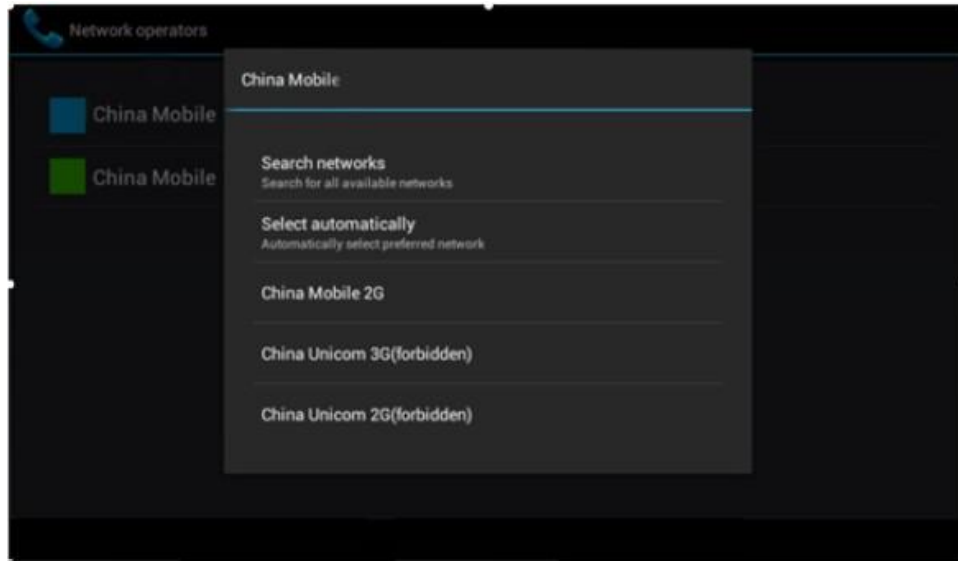 Network operators
China Mobile
China Mobile
China Mobile
Search networks
Search for all available networks
Select automatically
Automatically select preferred network
China Mobile 2G
China Unicom 3G(forbidden)
China Unicom 2G(forbidden)